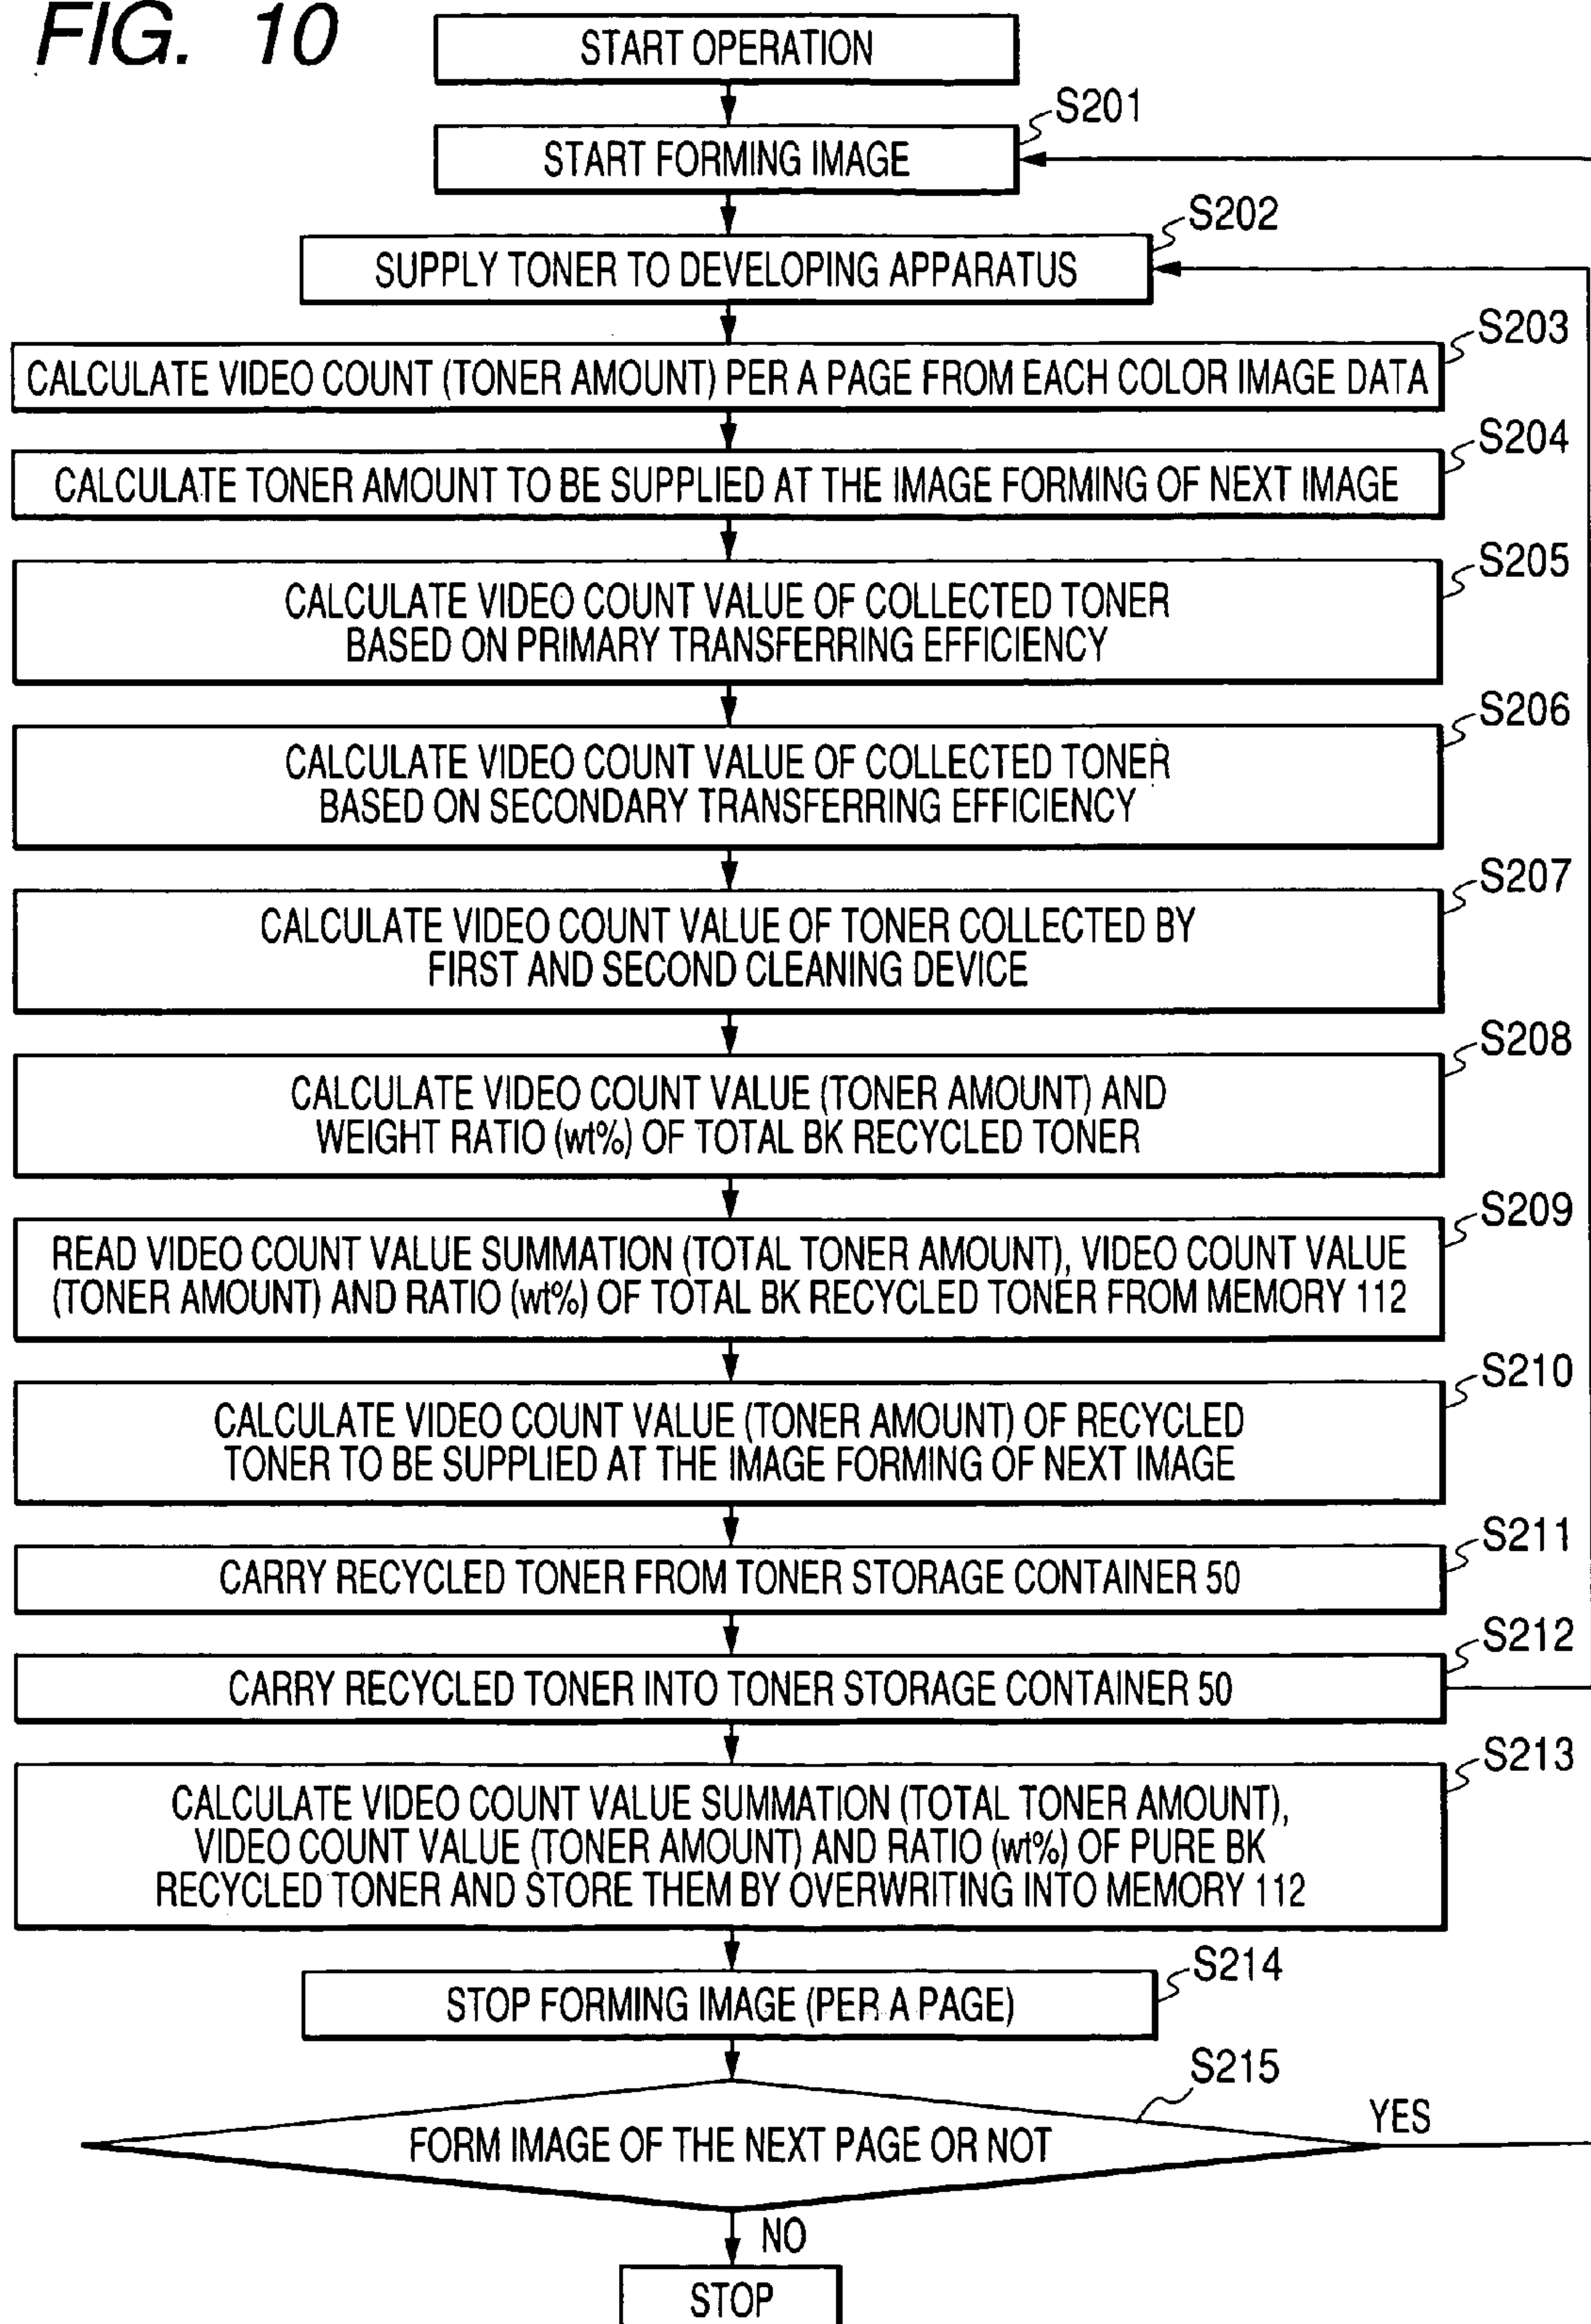 FIG. 10
START OPERATION
S201
START FORMING IMAGE
S202
SUPPLY TONER TO DEVELOPING APPARATUS
S203
CALCULATE VIDEO COUNT (TONER AMOUNT) PER A PAGE FROM EACH COLOR IMAGE DATA
S204
CALCULATE TONER AMOUNT TO BE SUPPLIED AT THE IMAGE FORMING OF NEXT IMAGE
S205
CALCULATE VIDEO COUNT VALUE OF COLLECTED TONER
BASED ON PRIMARY TRANSFERRING EFFICIENCY
S206
CALCULATE VIDEO COUNT VALUE OF COLLECTED TONER
BASED ON SECONDARY TRANSFERRING EFFICIENCY
S207
CALCULATE VIDEO COUNT VALUE OF TONER COLLECTED BY
FIRST AND SECOND CLEANING DEVICE
S208
CALCULATE VIDEO COUNT VALUE (TONER AMOUNT) AND
WEIGHT RATIO (wt%) OF TOTAL BK RECYCLED TONER
S209
READ VIDEO COUNT VALUE SUMMATION (TOTAL TONER AMOUNT), VIDEO COUNT VALUE
(TONER AMOUNT) AND RATIO (wt%) OF TOTAL BK RECYCLED TONER FROM MEMORY 112
S210
CALCULATE VIDEO COUNT VALUE (TONER AMOUNT) OF RECYCLED
TONER TO BE SUPPLIED AT THE IMAGE FORMING OF NEXT IMAGE
S211
CARRY RECYCLED TONER FROM TONER STORAGE CONTAINER 50
S212
CARRY RECYCLED TONER INTO TONER STORAGE CONTAINER 50
S213
CALCULATE VIDEO COUNT VALUE SUMMATION (TOTAL TONER AMOUNT),
VIDEO COUNT VALUE (TONER AMOUNT) AND RATIO (wt%) OF PURE BK
RECYCLED TONER AND STORE THEM BY OVERWRITING INTO MEMORY 112
S214
STOP FORMING IMAGE (PER A PAGE)
S215
FORM IMAGE OF THE NEXT PAGE OR NOT
YES
NO
STOP